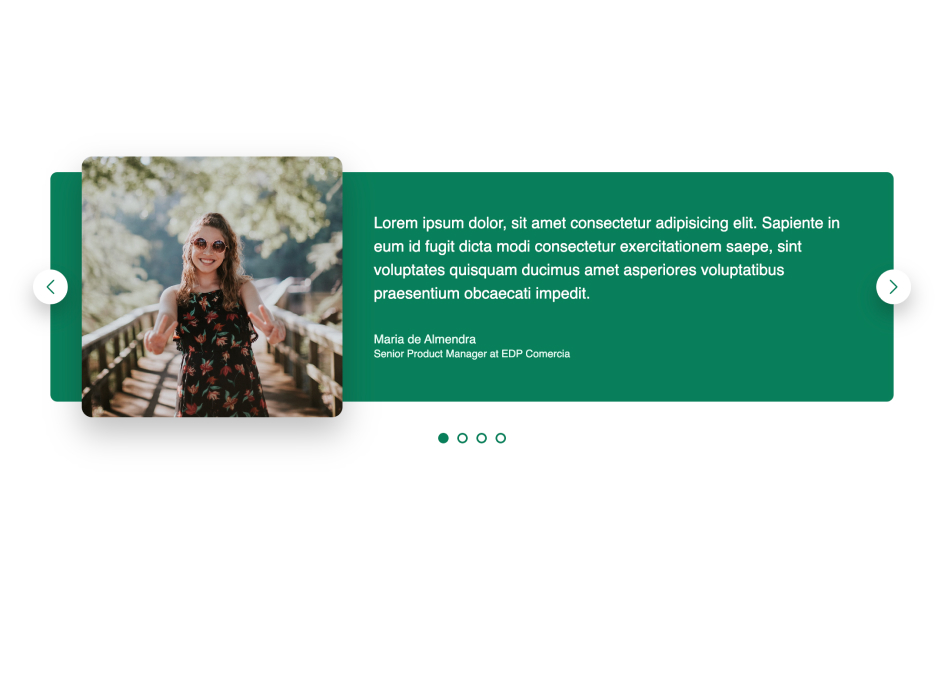 Lorem ipsum dolor, sit amet consectetur adipisicing elit. Sapiente in
eum id fugit dicta modi consectetur exercitationem saepe, sint
voluptates quisquam ducimus amet asperiores voluptatibus
praesentium obcaecati impedit.
Maria de Almendra
Senior Product Manager at EDP Comercia